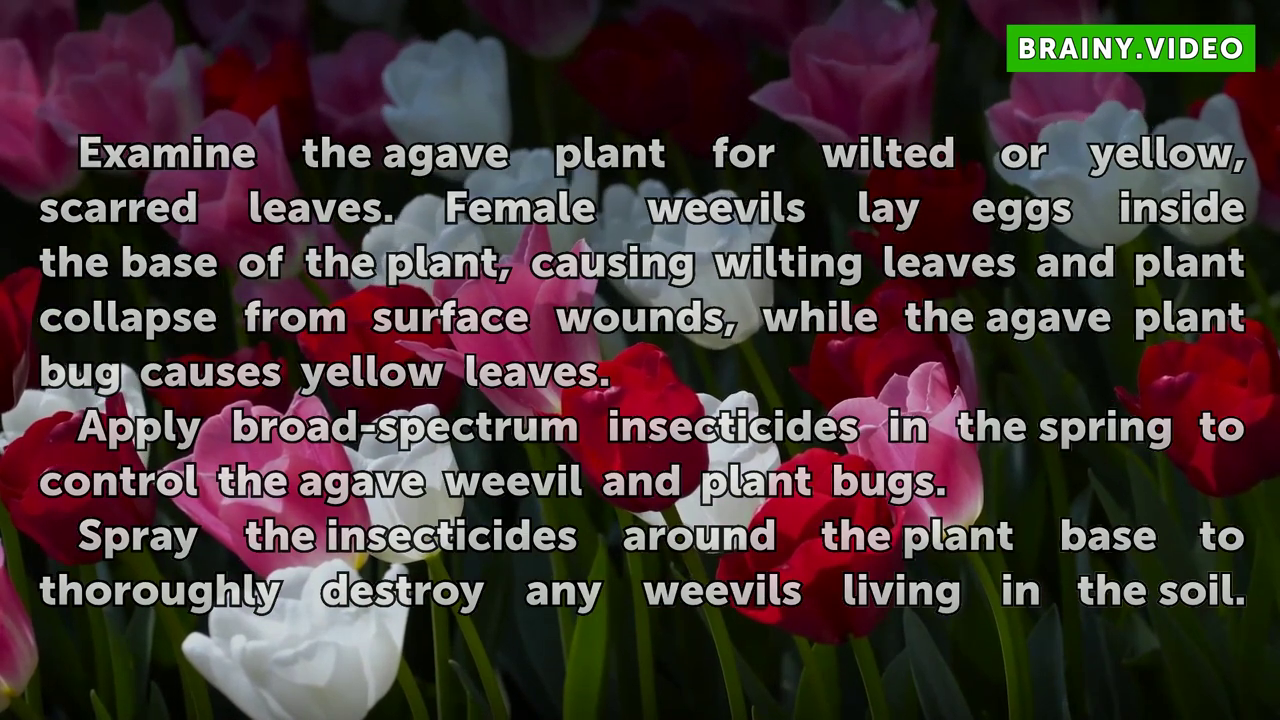 BRAINY.VIDEO
Examine the agave plant for wilted or yellow,
scarred leaves. Female weevils lay eggs inside
the base of the plant, causing wilting leaves and plant
collapse from surface wounds, while the agave plant
bug causes yellow leaves.
Apply broad-spectrum insecticides in the spring to
control the agave weevil and plant bugs.
Spray the insecticides around the plant base to
thoroughly destroy any weevils living in the soil.